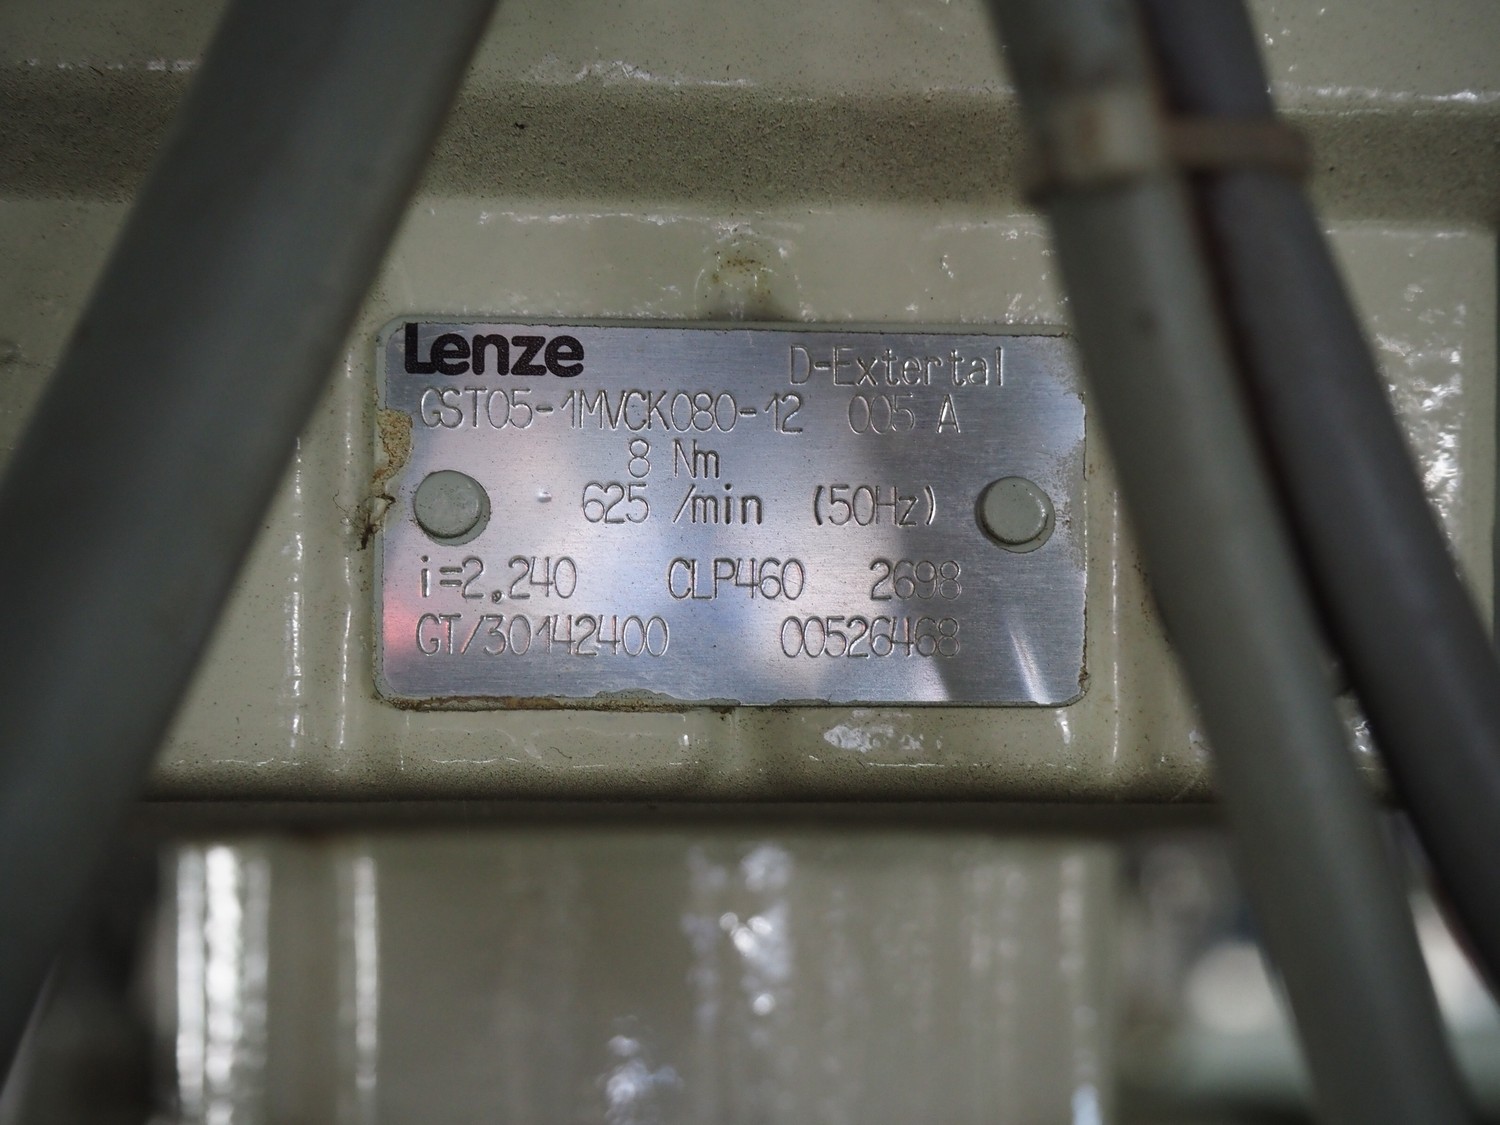 Lenze D-Extertal
GST05-1MVCK080-12 005 A
8 Nm
625 /min (50Hz)
i=2,240 CLP460 2698
GT/30142400 00526468